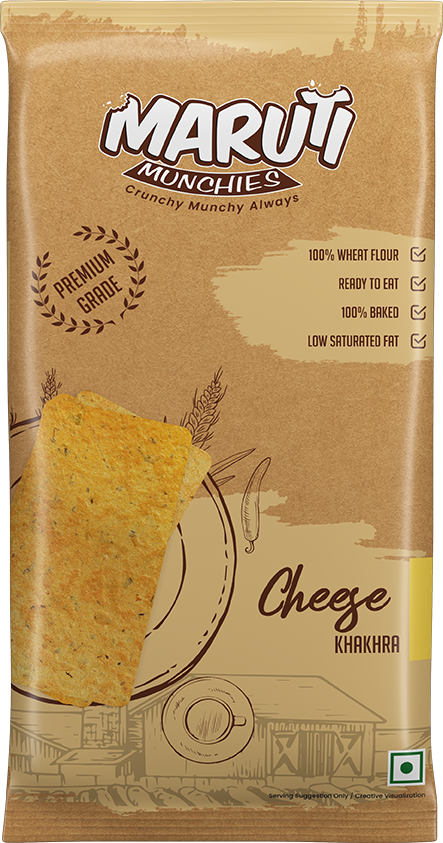 MARUTI
MUNCHIES
Crunchy Munchy Always
PREMIUM
GRADE
100% WHEAT FLOUR
READY TO EAT
100% BAKED
LOW SATURATED FAT
Cheese
KHAKHRA
Serving Suggestion Only / Creative Visualization